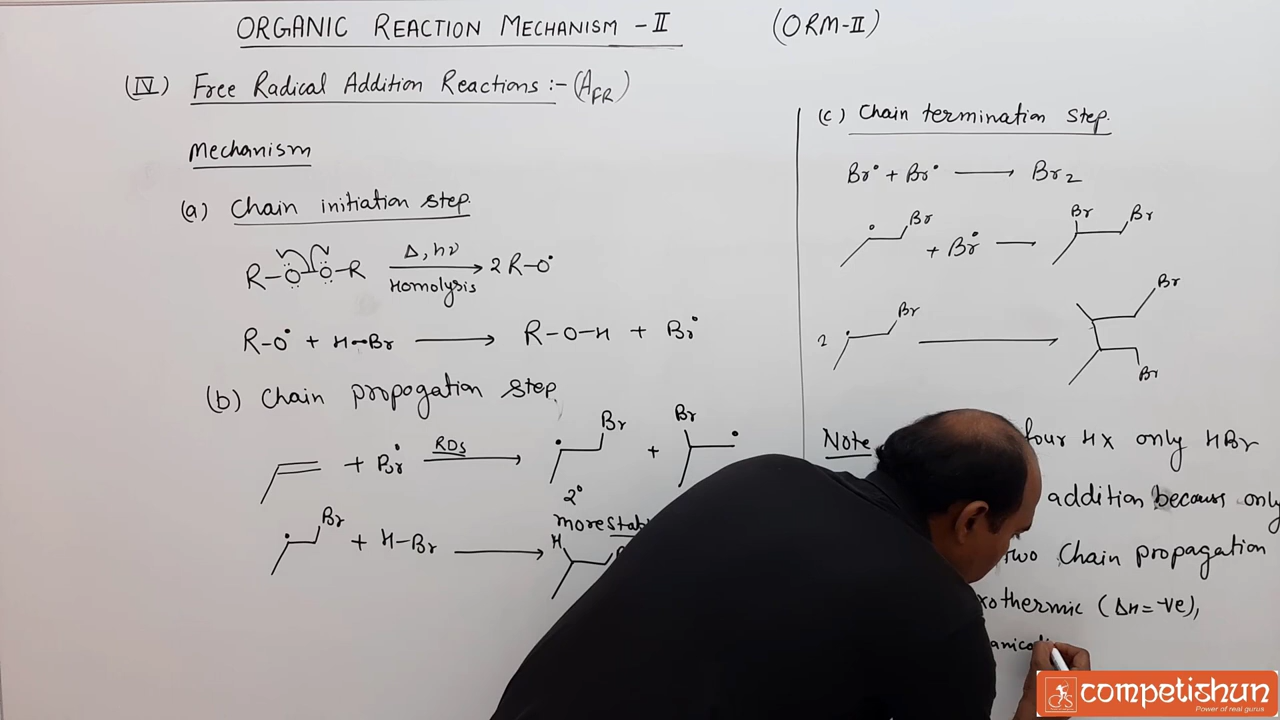 ORGANIC REACTION MECHANISM - II (ORM-II)
(IV) Free Radical Addition Reactions :- (AFR)
Mechanism
(a) Chain initiation step.
R-O-O-R Δ, hν Homolysis 2 R-O•
R-O• + H-Br ⟶ R-O-H + Br•
(b) Chain propogation step.
+ Br• RDS ⟶ • Br + Br •
2°
more stab
• Br + H-Br ⟶ H
(c) Chain termination step.
Br• + Br• ⟶ Br2
• Br + Br• ⟶ Br Br
2 • Br ⟶ Br Br
Note four HX only HBr
addition becaus only
two chain propagation
xothermic (ΔH = -ve),
competishun
Power of real gurus